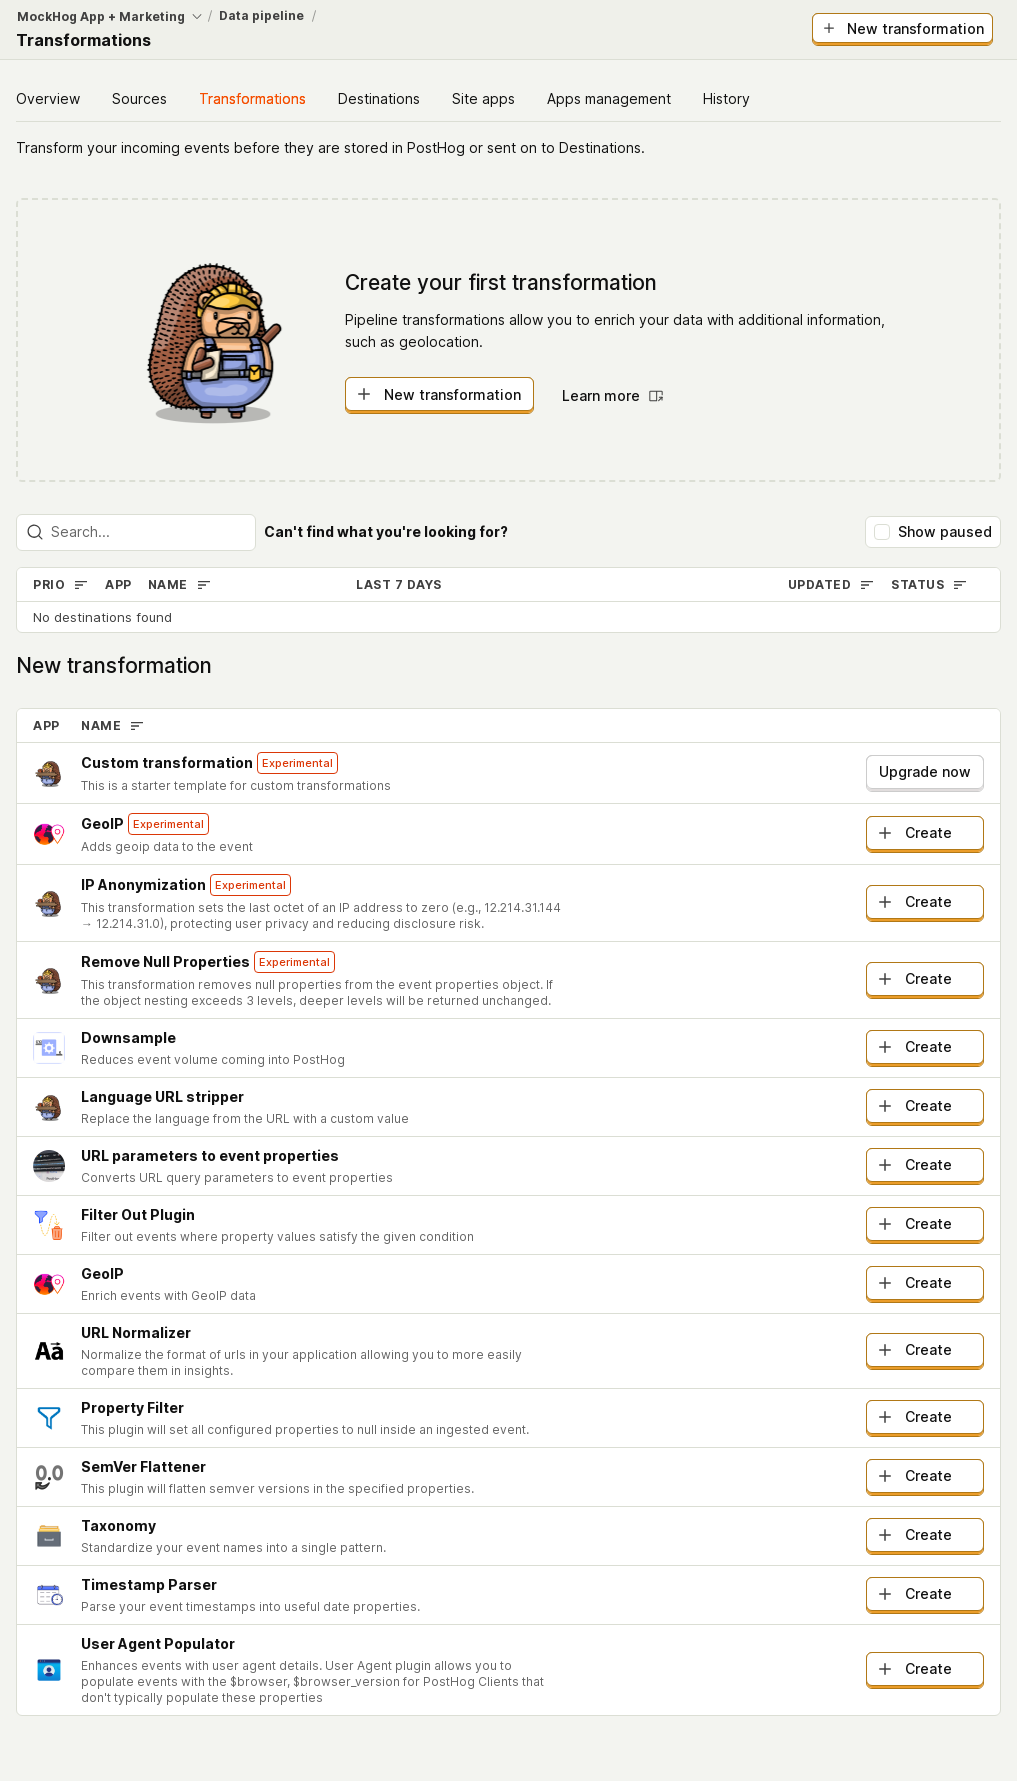 MockHog App + Marketing / Data pipeline /
Transformations
New transformation
Overview Sources Transformations Destinations Site apps Apps management History
Transform your incoming events before they are stored in PostHog or sent on to Destinations.
Create your first transformation
Pipeline transformations allow you to enrich your data with additional information,
such as geolocation.
New transformation Learn more
Search... Can't find what you're looking for? Show paused
PRIO APP NAME LAST 7 DAYS UPDATED STATUS
No destinations found
New transformation
APP NAME
Custom transformation Experimental
This is a starter template for custom transformations
Upgrade now
GeoIP Experimental
Adds geoip data to the event
Create
IP Anonymization Experimental
This transformation sets the last octet of an IP address to zero (e.g., 12.214.31.144
→ 12.214.31.0), protecting user privacy and reducing disclosure risk.
Create
Remove Null Properties Experimental
This transformation removes null properties from the event properties object. If
the object nesting exceeds 3 levels, deeper levels will be returned unchanged.
Create
Downsample
Reduces event volume coming into PostHog
Create
Language URL stripper
Replace the language from the URL with a custom value
Create
URL parameters to event properties
Converts URL query parameters to event properties
Create
Filter Out Plugin
Filter out events where property values satisfy the given condition
Create
GeoIP
Enrich events with GeoIP data
Create
Aa
URL Normalizer
Normalize the format of urls in your application allowing you to more easily
compare them in insights.
Create
Property Filter
This plugin will set all configured properties to null inside an ingested event.
Create
0.0
SemVer Flattener
This plugin will flatten semver versions in the specified properties.
Create
Taxonomy
Standardize your event names into a single pattern.
Create
Timestamp Parser
Parse your event timestamps into useful date properties.
Create
User Agent Populator
Enhances events with user agent details. User Agent plugin allows you to
populate events with the $browser, $browser_version for PostHog Clients that
don't typically populate these properties
Create